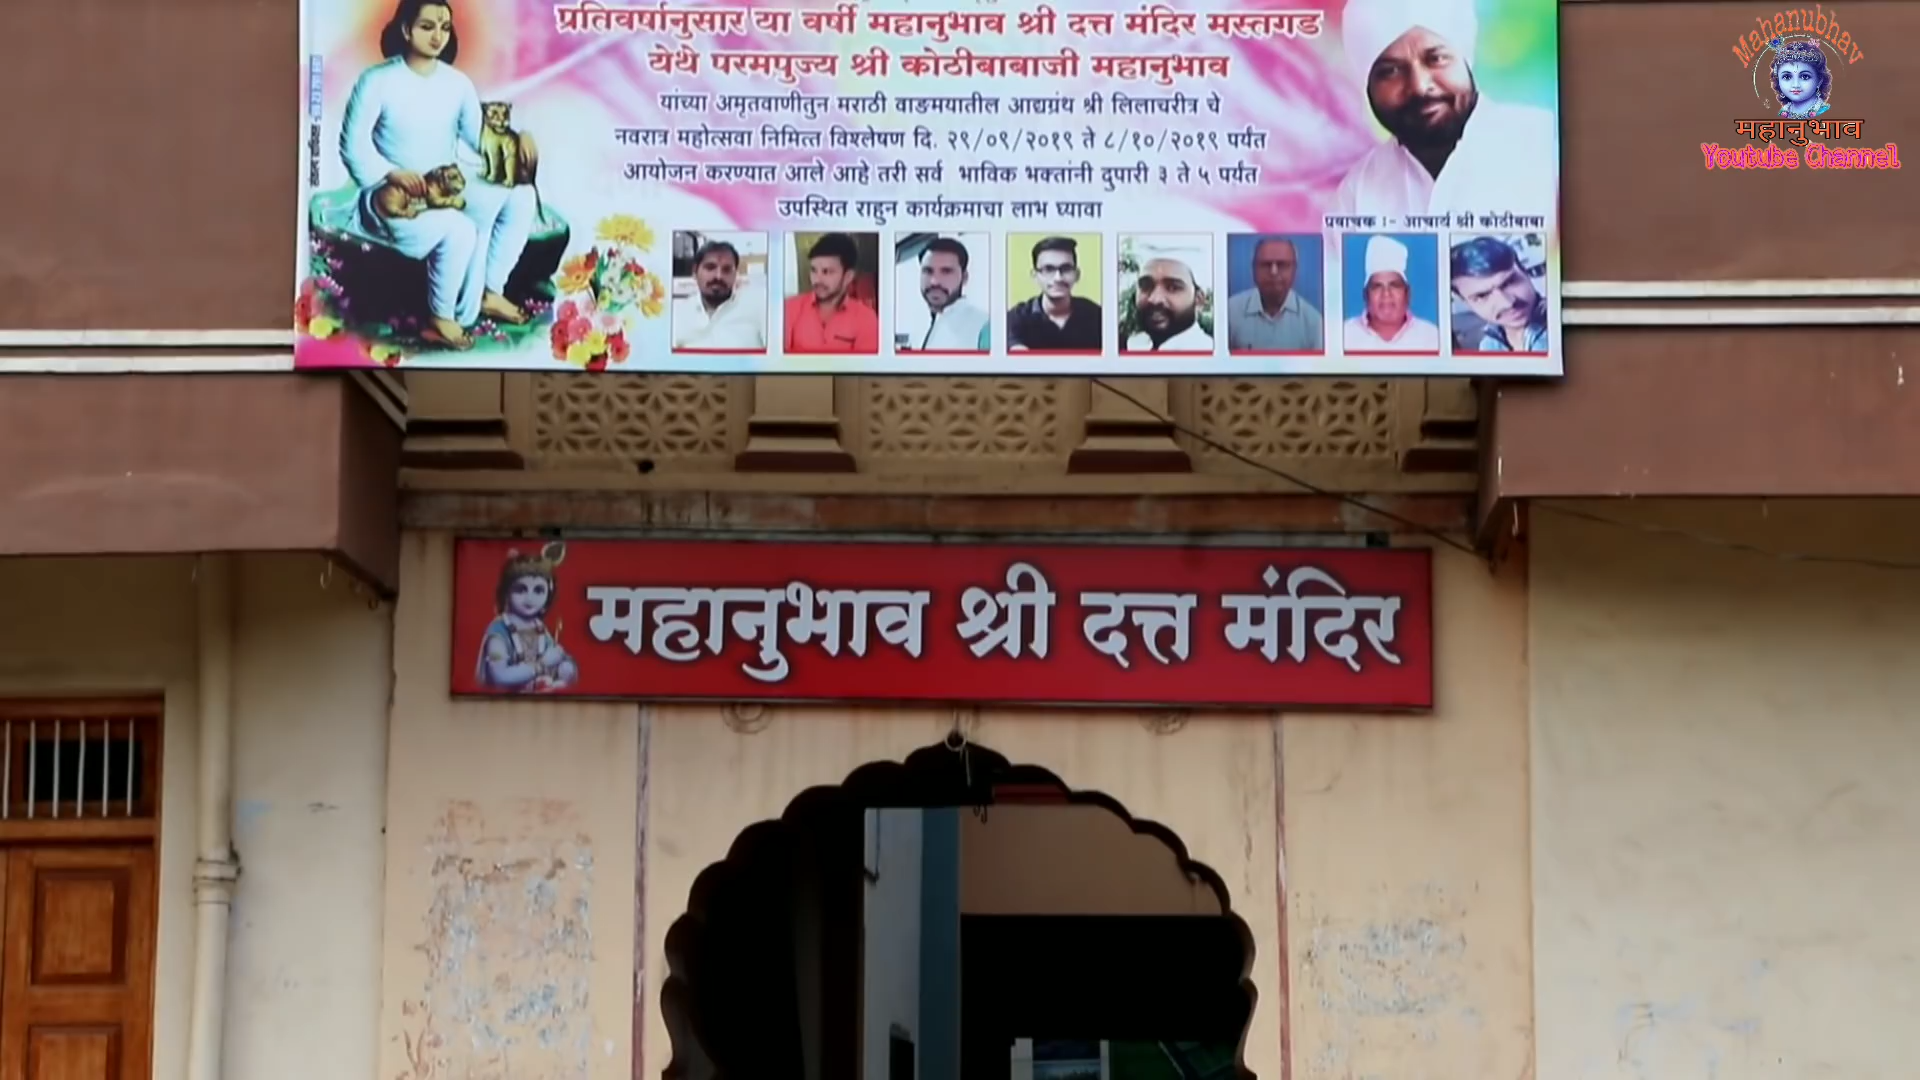 प्रतिवर्षानुसार या वर्षी महानुभाव श्री दत्त मंदिर मस्तगड
येथे परमपुज्य श्री कोठीबाबाजी महानुभाव
यांच्या अमृतवाणीतुन मराठी वाङमयातील आद्यग्रंथ श्री लिलाचरीत्र चे
नवरात्र महोत्सवा निमित्त विश्लेषण दि. २९/०९/२०१९ ते ८/१०/२०१९ पर्यंत
आयोजन करण्यात आले आहे तरी सर्व भाविक भक्तांनी दुपारी ३ ते ५ पर्यंत
उपस्थित राहुन कार्यक्रमाचा लाभ घ्यावा
प्रवाचक :- आचार्य श्री कोठीबाबा
महानुभाव श्री दत्त मंदिर
Mahanubhav
महानुभाव
Youtube Channel